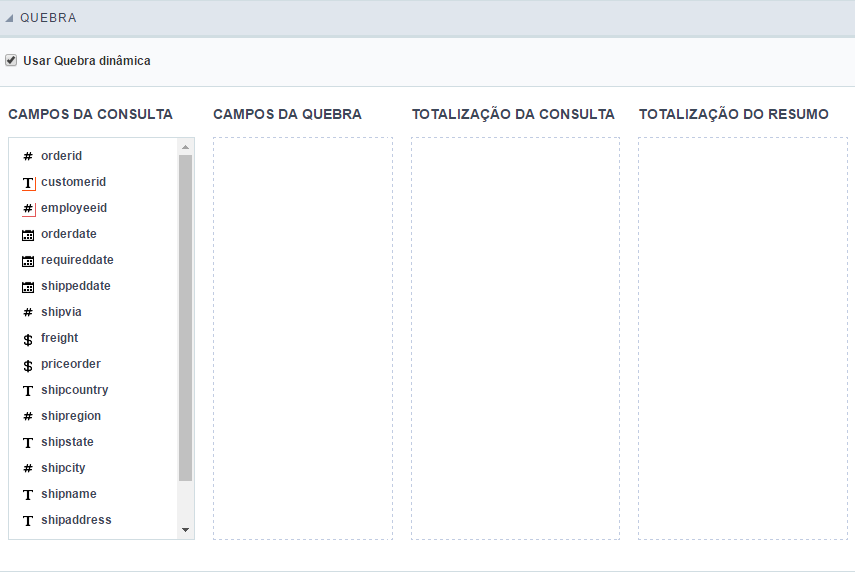 QUEBRA
Usar Quebra dinâmica
CAMPOS DA CONSULTA
CAMPOS DA QUEBRA
TOTALIZAÇÃO DA CONSULTA
TOTALIZAÇÃO DO RESUMO
# orderid
T customerid
# employeeid
orderdate
requireddate
shippeddate
# shipvia
$ freight
$ priceorder
T shipcountry
# shipregion
T shipstate
# shipcity
T shipname
T shipaddress